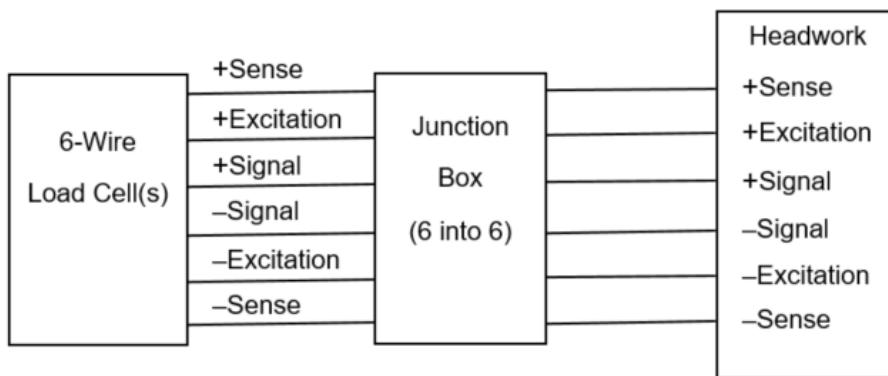 6-Wire
Load Cell(s)
+Sense
+Excitation
+Signal
–Signal
–Excitation
–Sense
Junction
Box
(6 into 6)
Headwork
+Sense
+Excitation
+Signal
–Signal
–Excitation
–Sense